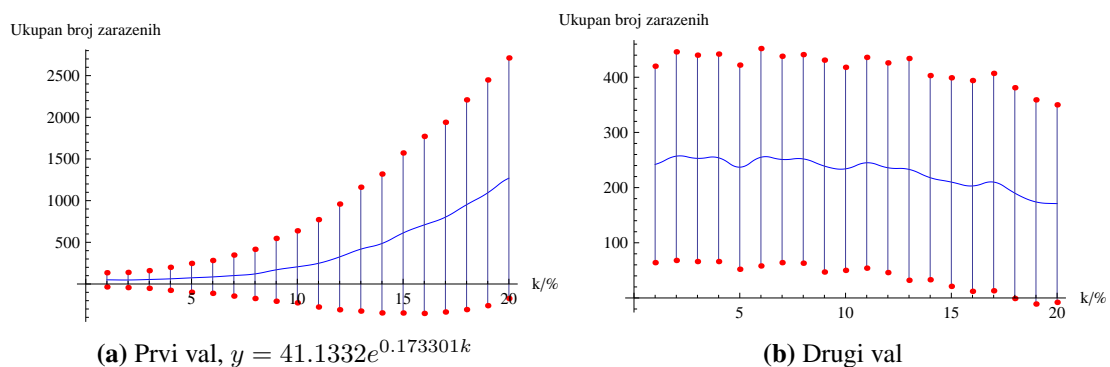 Ukupan broj zarazenih
2500
2000
1500
1000
500
5
10
15
20
k/%
(a) Prvi val, y = 41.1332e^{0.173301k}
Ukupan broj zarazenih
400
300
200
100
5
10
15
20
k/%
(b) Drugi val